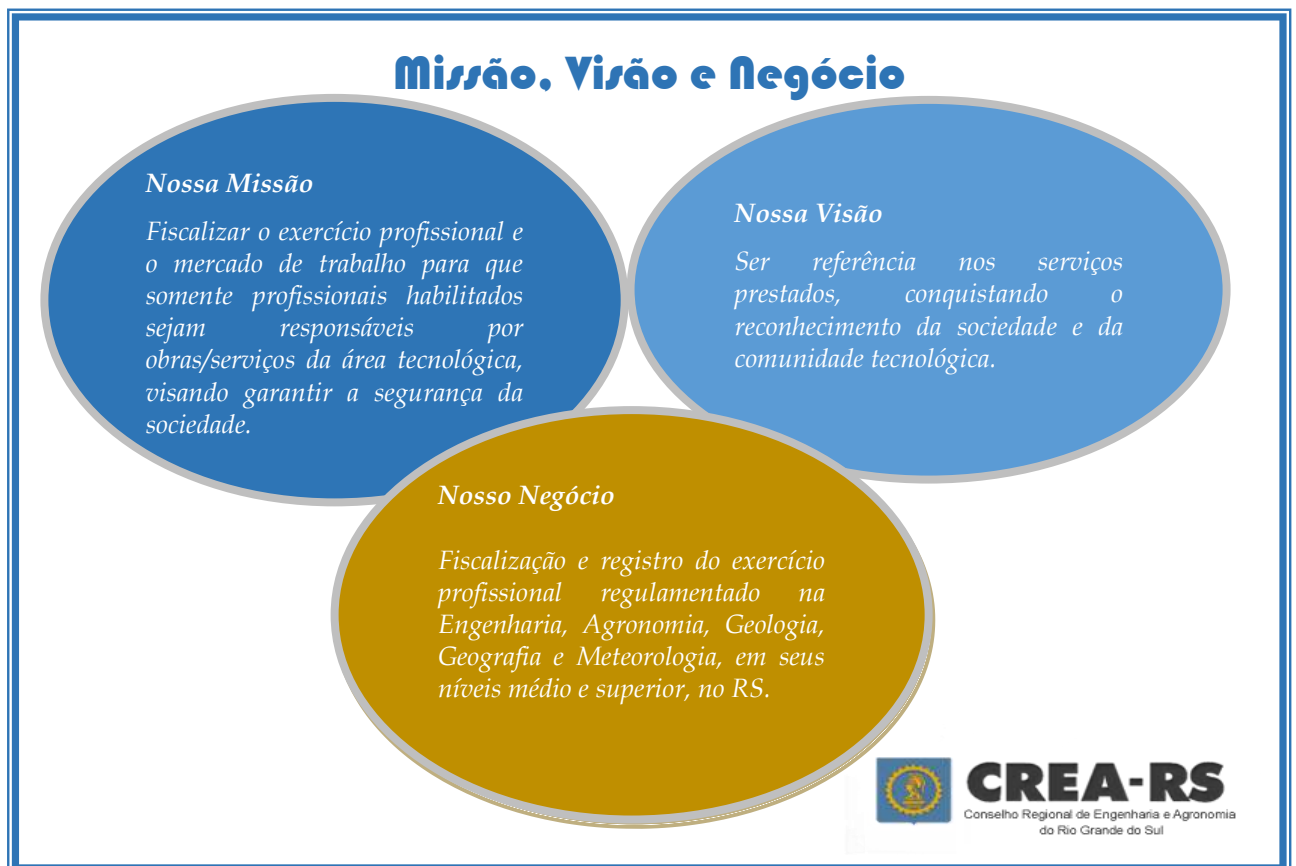 Missão, Visão e Negócio
Nossa Missão
Fiscalizar o exercício profissional e
o mercado de trabalho para que
somente profissionais habilitados
sejam responsáveis por
obras/serviços da área tecnológica,
visando garantir a segurança da
sociedade.
Nossa Visão
Ser referência nos serviços
prestados, conquistando o
reconhecimento da sociedade e da
comunidade tecnológica.
Nosso Negócio
Fiscalização e registro do exercício
profissional regulamentado na
Engenharia, Agronomia, Geologia,
Geografia e Meteorologia, em seus
níveis médio e superior, no RS.
CREA-RS
Conselho Regional de Engenharia e Agronomia
do Rio Grande do Sul